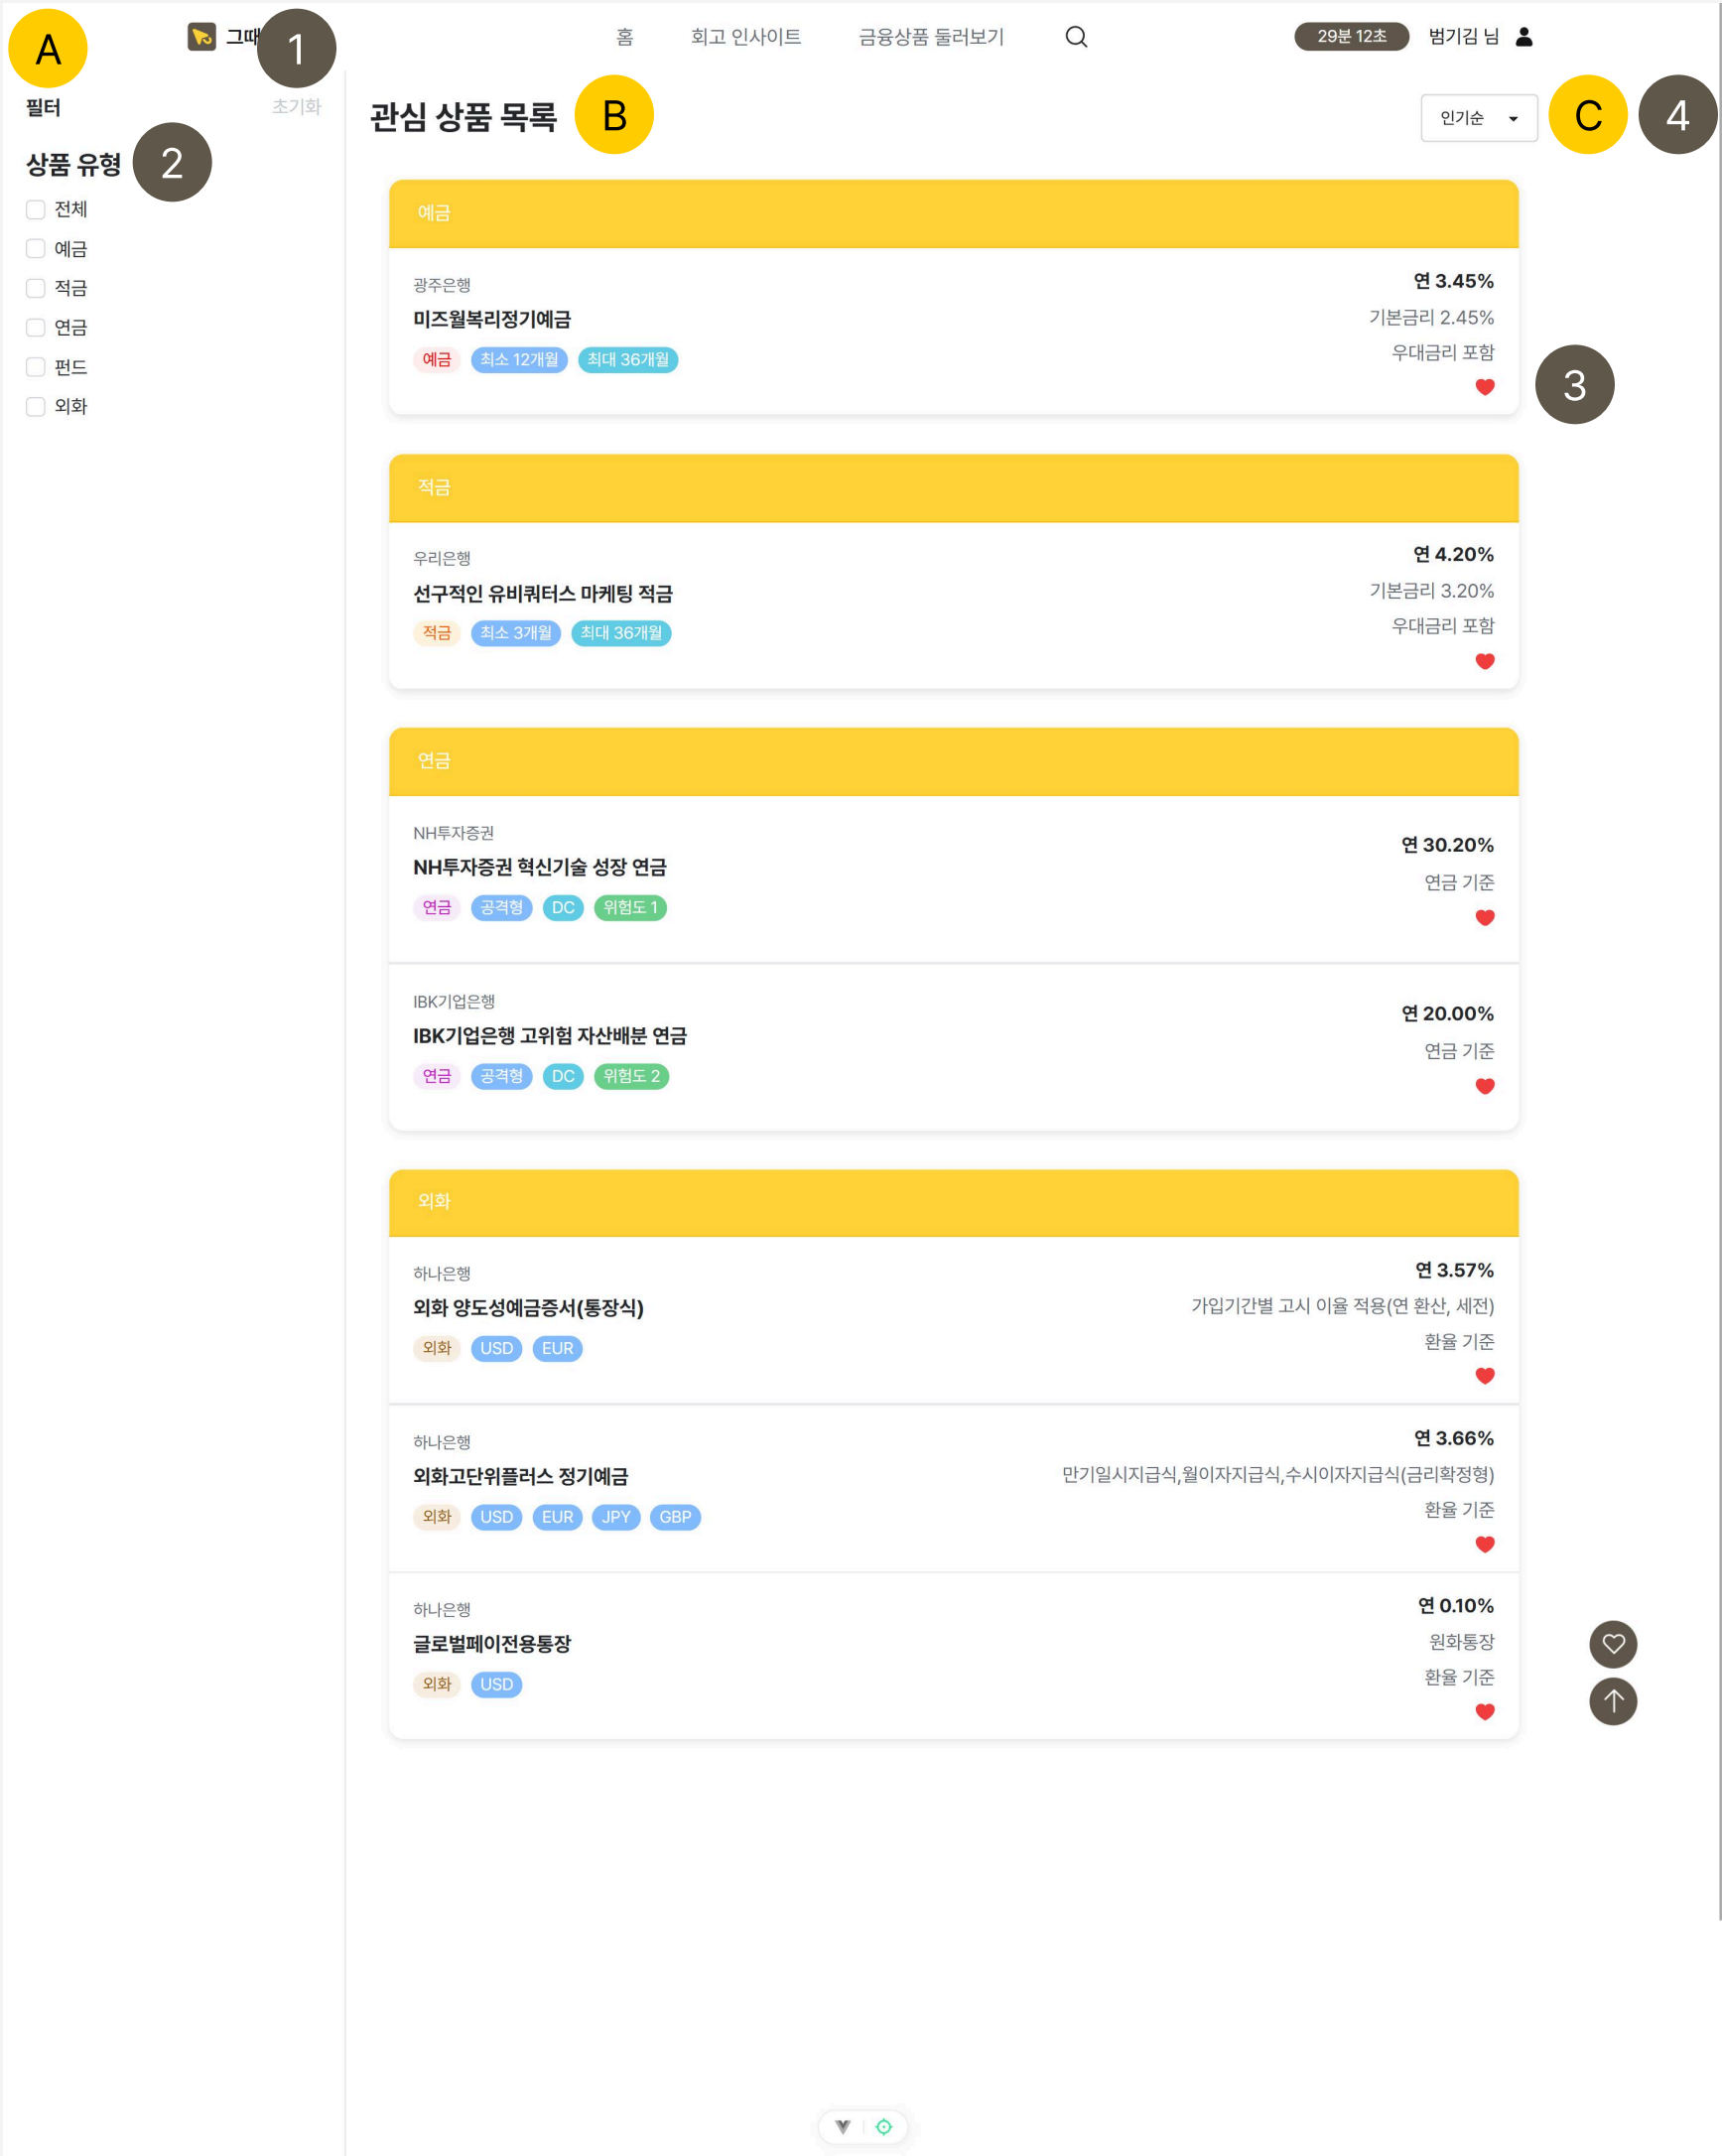 A
그때
1
홈
회고 인사이트
금융상품 둘러보기
29분 12초
범기김 님
필터
초기화
관심 상품 목록
B
인기순
C
4
상품 유형
2
전체
예금
적금
연금
펀드
외화
예금
광주은행
미즈월복리정기예금
예금
최소 12개월
최대 36개월
연 3.45%
기본금리 2.45%
우대금리 포함
3
적금
우리은행
선구적인 유비쿼터스 마케팅 적금
적금
최소 3개월
최대 36개월
연 4.20%
기본금리 3.20%
우대금리 포함
연금
NH투자증권
NH투자증권 혁신기술 성장 연금
연금
공격형
DC
위험도 1
연 30.20%
연금 기준
IBK기업은행
IBK기업은행 고위험 자산배분 연금
연금
공격형
DC
위험도 2
연 20.00%
연금 기준
외화
하나은행
외화 양도성예금증서(통장식)
외화
USD
EUR
연 3.57%
가입기간별 고시 이율 적용(연 환산, 세전)
환율 기준
하나은행
외화고단위플러스 정기예금
외화
USD
EUR
JPY
GBP
연 3.66%
만기일시지급식,월이자지급식,수시이자지급식(금리확정형)
환율 기준
하나은행
글로벌페이전용통장
외화
USD
연 0.10%
원화통장
환율 기준